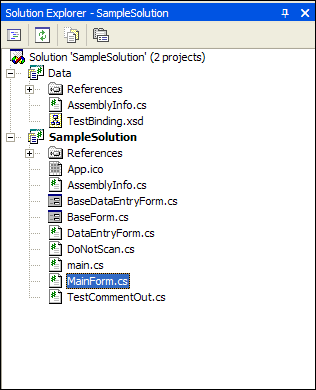 Solution Explorer - SampleSolution
Solution 'SampleSolution' (2 projects)
Data
References
AssemblyInfo.cs
TestBinding.xsd
SampleSolution
References
App.ico
AssemblyInfo.cs
BaseDataEntryForm.cs
BaseForm.cs
DataEntryForm.cs
DoNotScan.cs
main.cs
MainForm.cs
TestCommentOut.cs